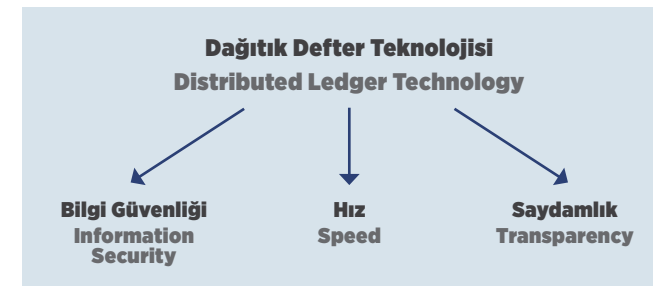 Dağıtık Defter Teknolojisi
Distributed Ledger Technology
Bilgi Güvenliği
Information
Security
Hız
Speed
Saydamlık
Transparency